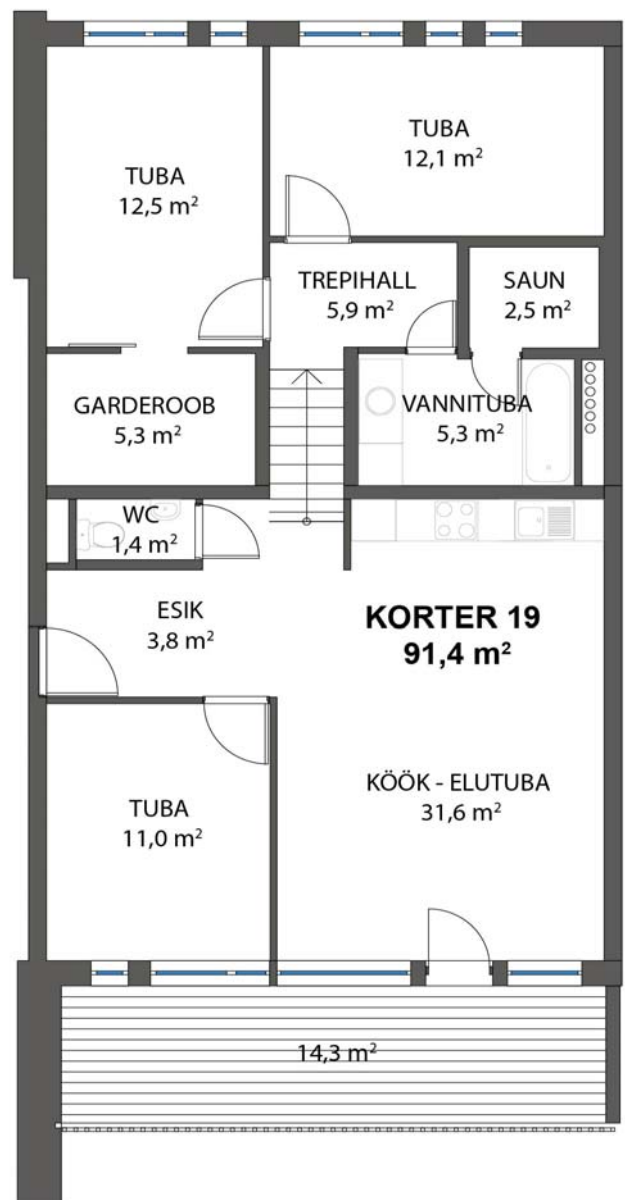 TUBA
12,1 m²
TUBA
12,5 m²
TREPIHALL
5,9 m²
SAUN
2,5 m²
GARDEROOB
5,3 m²
VANNITUBA
5,3 m²
WC
1,4 m²
ESIK
3,8 m²
KORTER 19
91,4 m²
KÖÖK - ELUTUBA
31,6 m²
TUBA
11,0 m²
14,3 m²